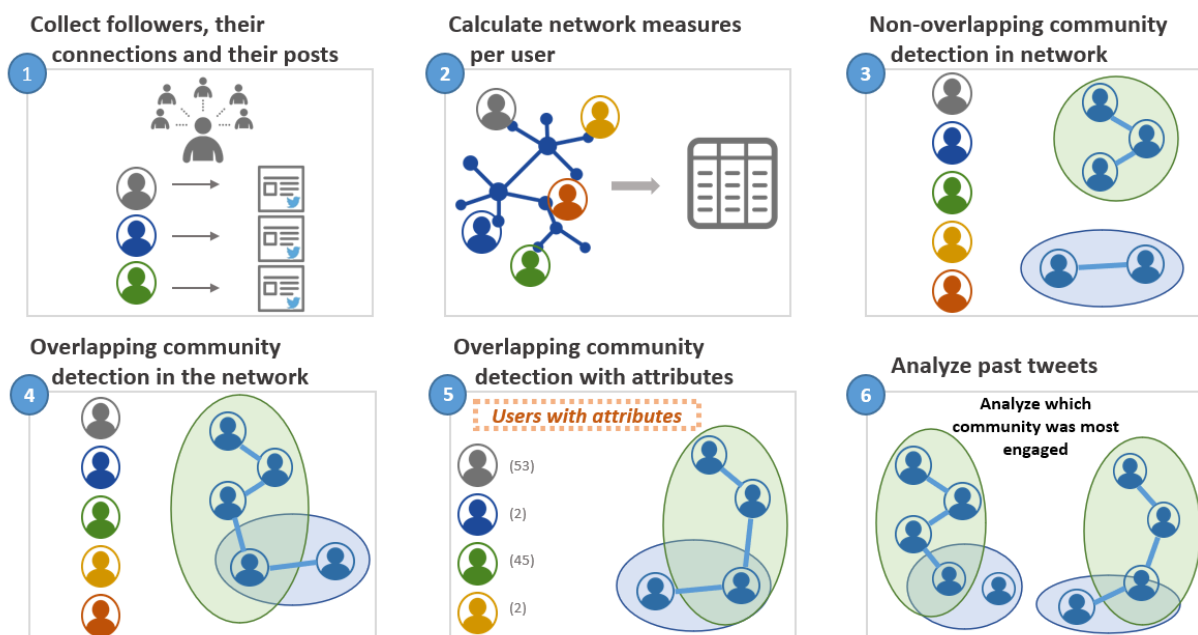 Collect followers, their
connections and their posts
1
Calculate network measures
per user
2
Non-overlapping community
detection in network
3
Overlapping community
detection in the network
4
Overlapping community
detection with attributes
5
Users with attributes
(53)
(2)
(45)
(2)
Analyze past tweets
6
Analyze which
community was most
engaged